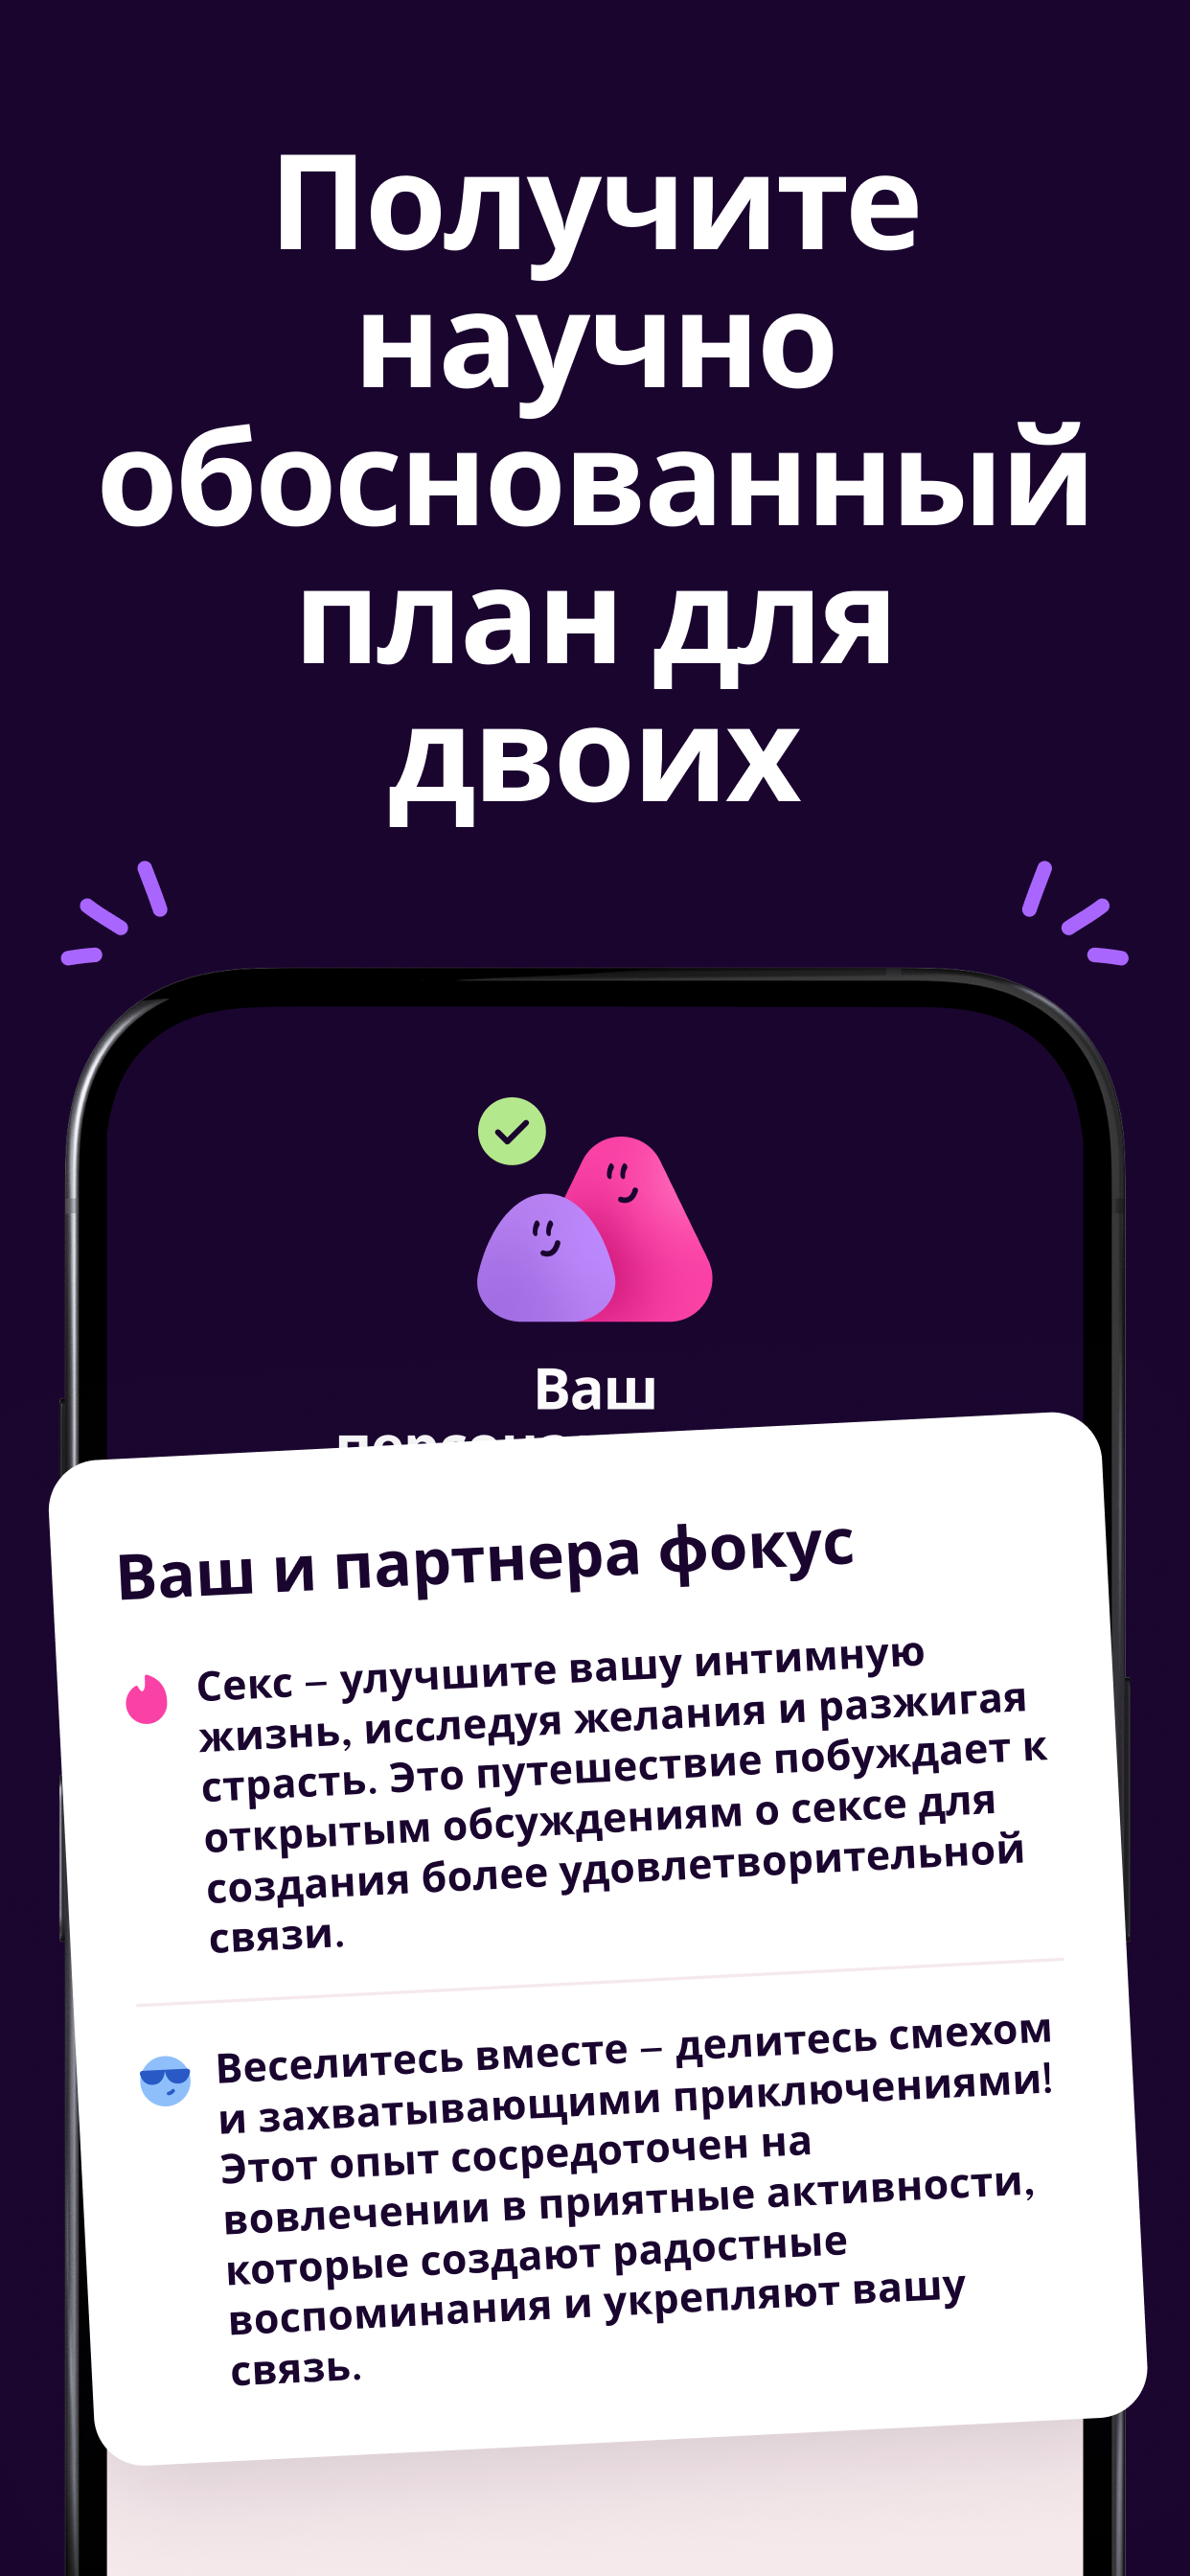 Получите
научно
обоснованный
план для
двоих
Ваш
Ваш и партнера фокус
Секс – улучшите вашу интимную
жизнь, исследуя желания и разжигая
страсть. Это путешествие побуждает к
открытым обсуждениям о сексе для
создания более удовлетворительной
связи.
Веселитесь вместе – делитесь смехом
и захватывающими приключениями!
Этот опыт сосредоточен на
вовлечении в приятные активности,
которые создают радостные
воспоминания и укрепляют вашу
связь.